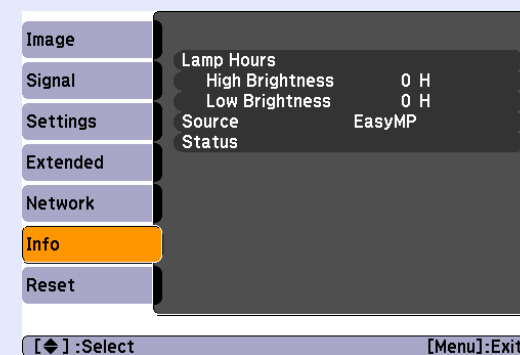 Image
Signal
Settings
Extended
Network
Info
Reset
Lamp Hours
High Brightness 0 H
Low Brightness 0 H
Source EasyMP
Status
[◆] :Select [Menu]:Exit